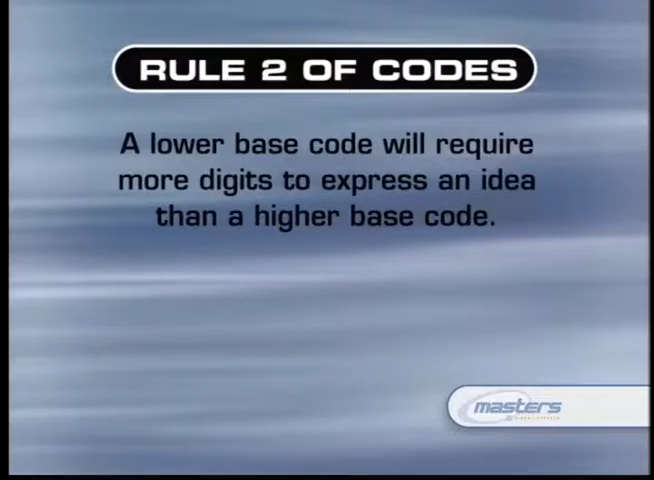 RULE 2 OF CODES
A lower base code will require
more digits to express an idea
than a higher base code.
masters